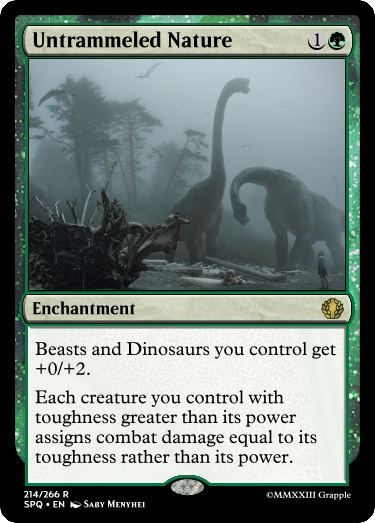 Untrammeled Nature 1
Enchantment
Beasts and Dinosaurs you control get
+0/+2.
Each creature you control with
toughness greater than its power
assigns combat damage equal to its
toughness rather than its power.
214/266 R
SPQ • EN Saby Menyhei
©MMXXIII Grapple